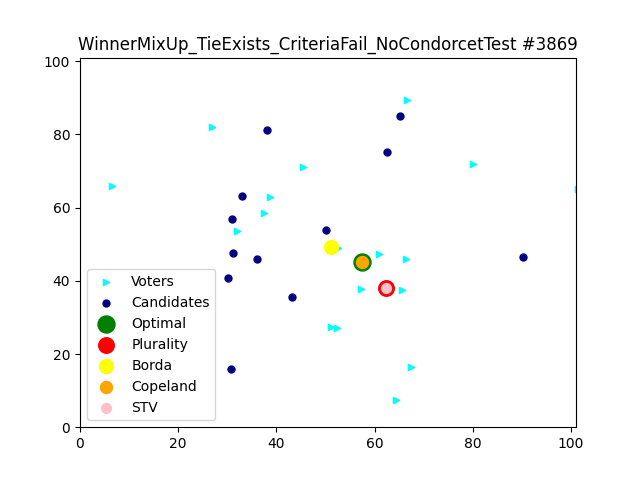 WinnerMixUp_TieExists_CriteriaFail_NoCondorcetTest #3869
100
80
60
40
20
0
Voters
Candidates
Optimal
Plurality
Borda
Copeland
STV
0 20 40 60 80 100